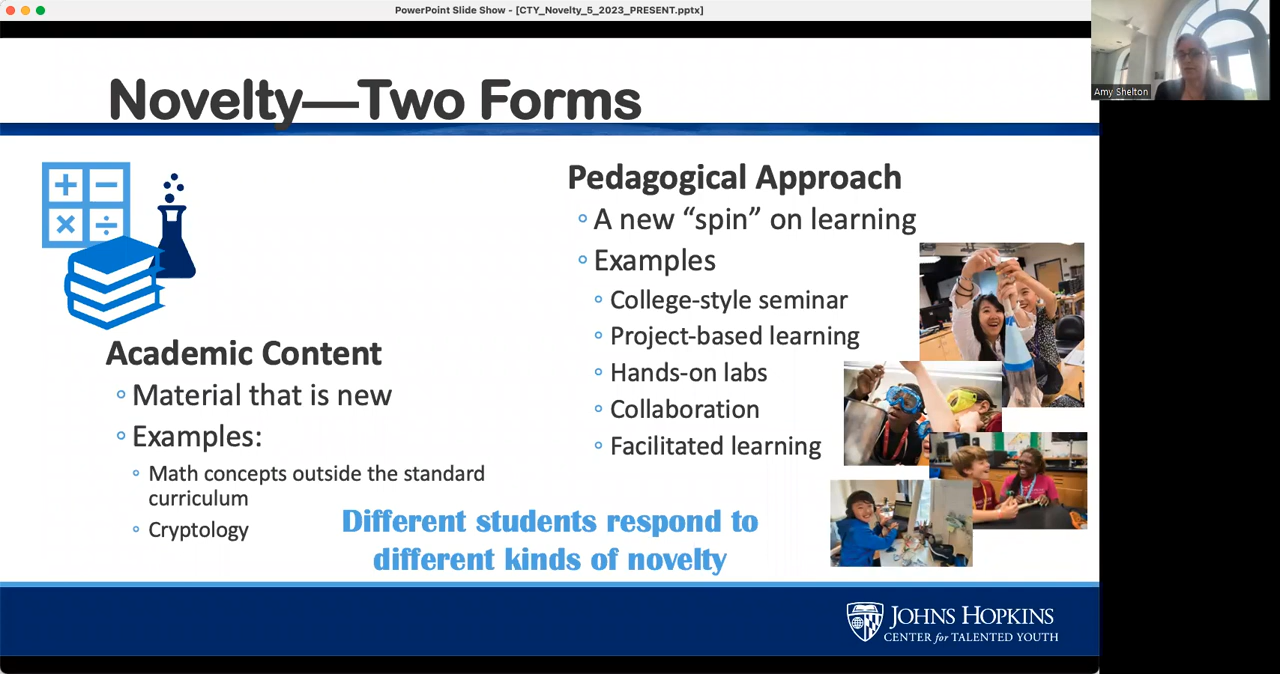 PowerPoint Slide Show - [CTY_Novelty_5_2023_PRESENT.pptx]
Amy Shelton
Novelty—Two Forms
Academic Content
Material that is new
Examples:
Math concepts outside the standard
curriculum
Cryptology
Pedagogical Approach
A new “spin” on learning
Examples
College-style seminar
Project-based learning
Hands-on labs
Collaboration
Facilitated learning
Different students respond to
different kinds of novelty
JOHNS HOPKINS
CENTER for TALENTED YOUTH